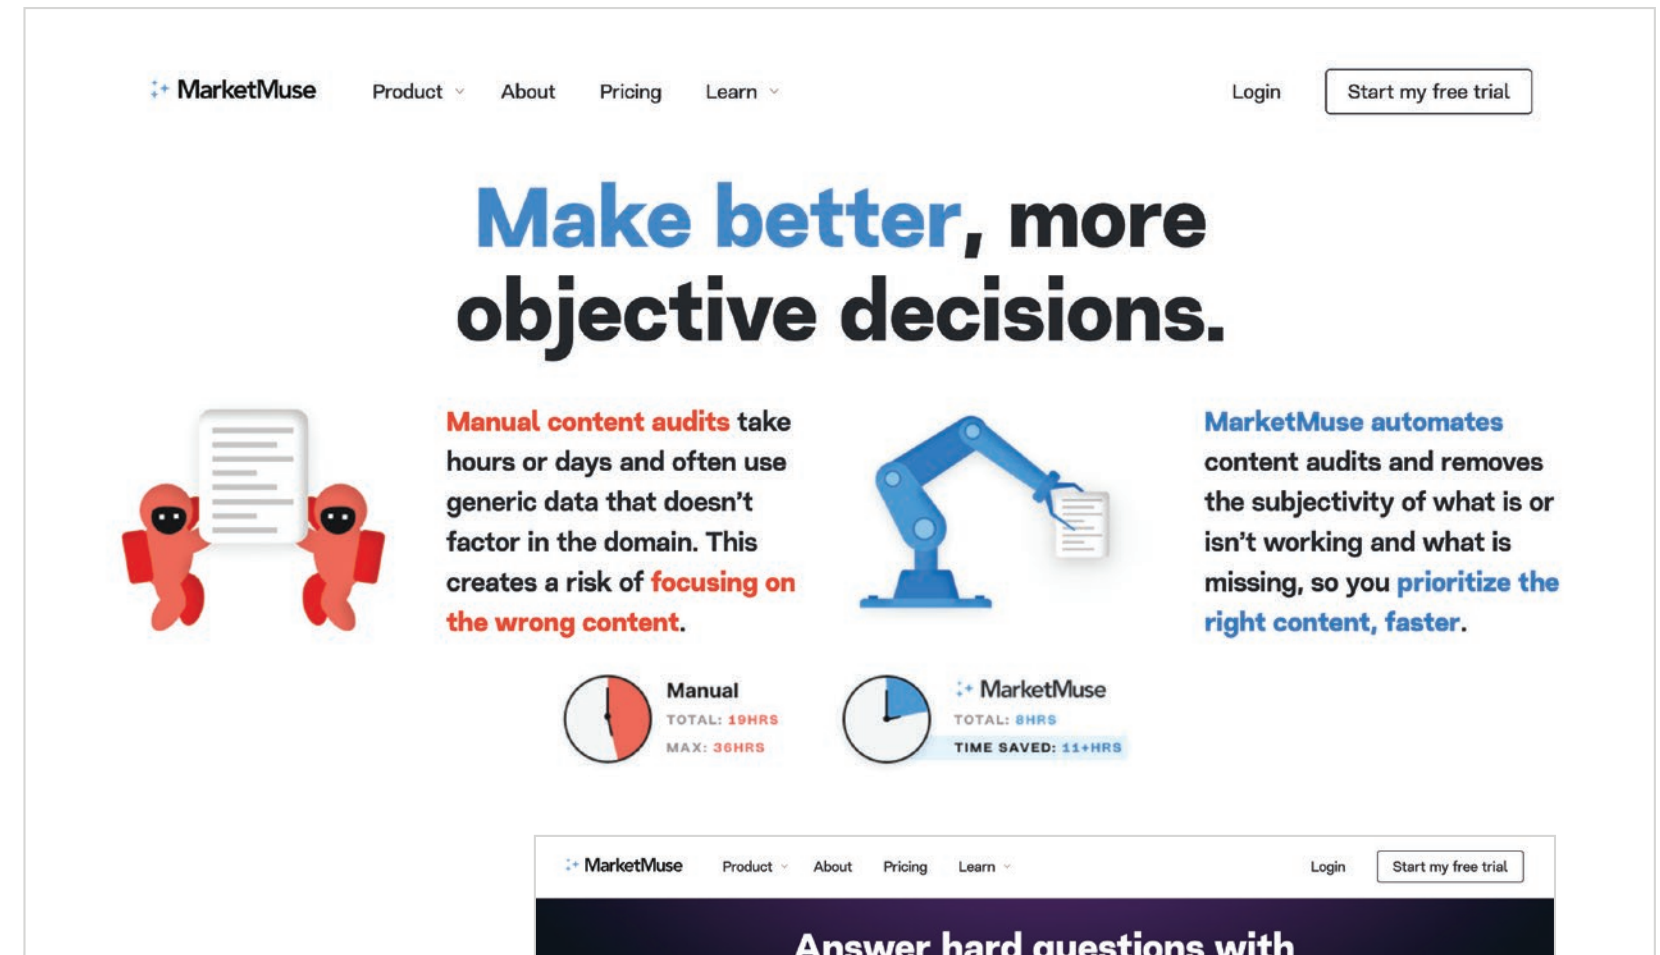 MarketMuse Product About Pricing Learn Login Start my free trial
Make better, more
objective decisions.
Manual content audits take
hours or days and often use
generic data that doesn't
factor in the domain. This
creates a risk of focusing on
the wrong content.
MarketMuse automates
content audits and removes
the subjectivity of what is or
isn't working and what is
missing, so you prioritize the
right content, faster.
Manual
TOTAL: 19HRS
MAX: 36HRS
MarketMuse
TOTAL: 8HRS
TIME SAVED: 11+HRS
MarketMuse Product About Pricing Learn Login Start my free trial
Answer hard questions with